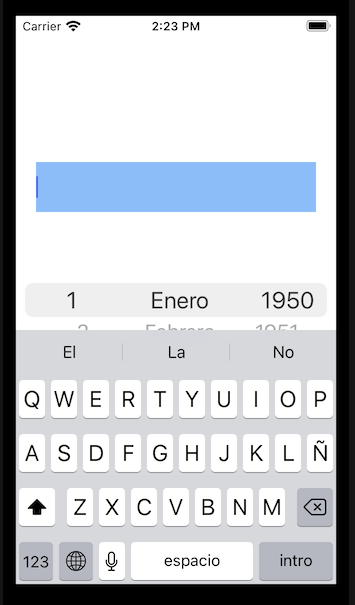 Carrier 2:23 PM
1 Enero 1950
2 Febrero 1951
El La No
Q W E R T Y U I O P
A S D F G H J K L Ñ
Z X C V B N M
123 espacio intro